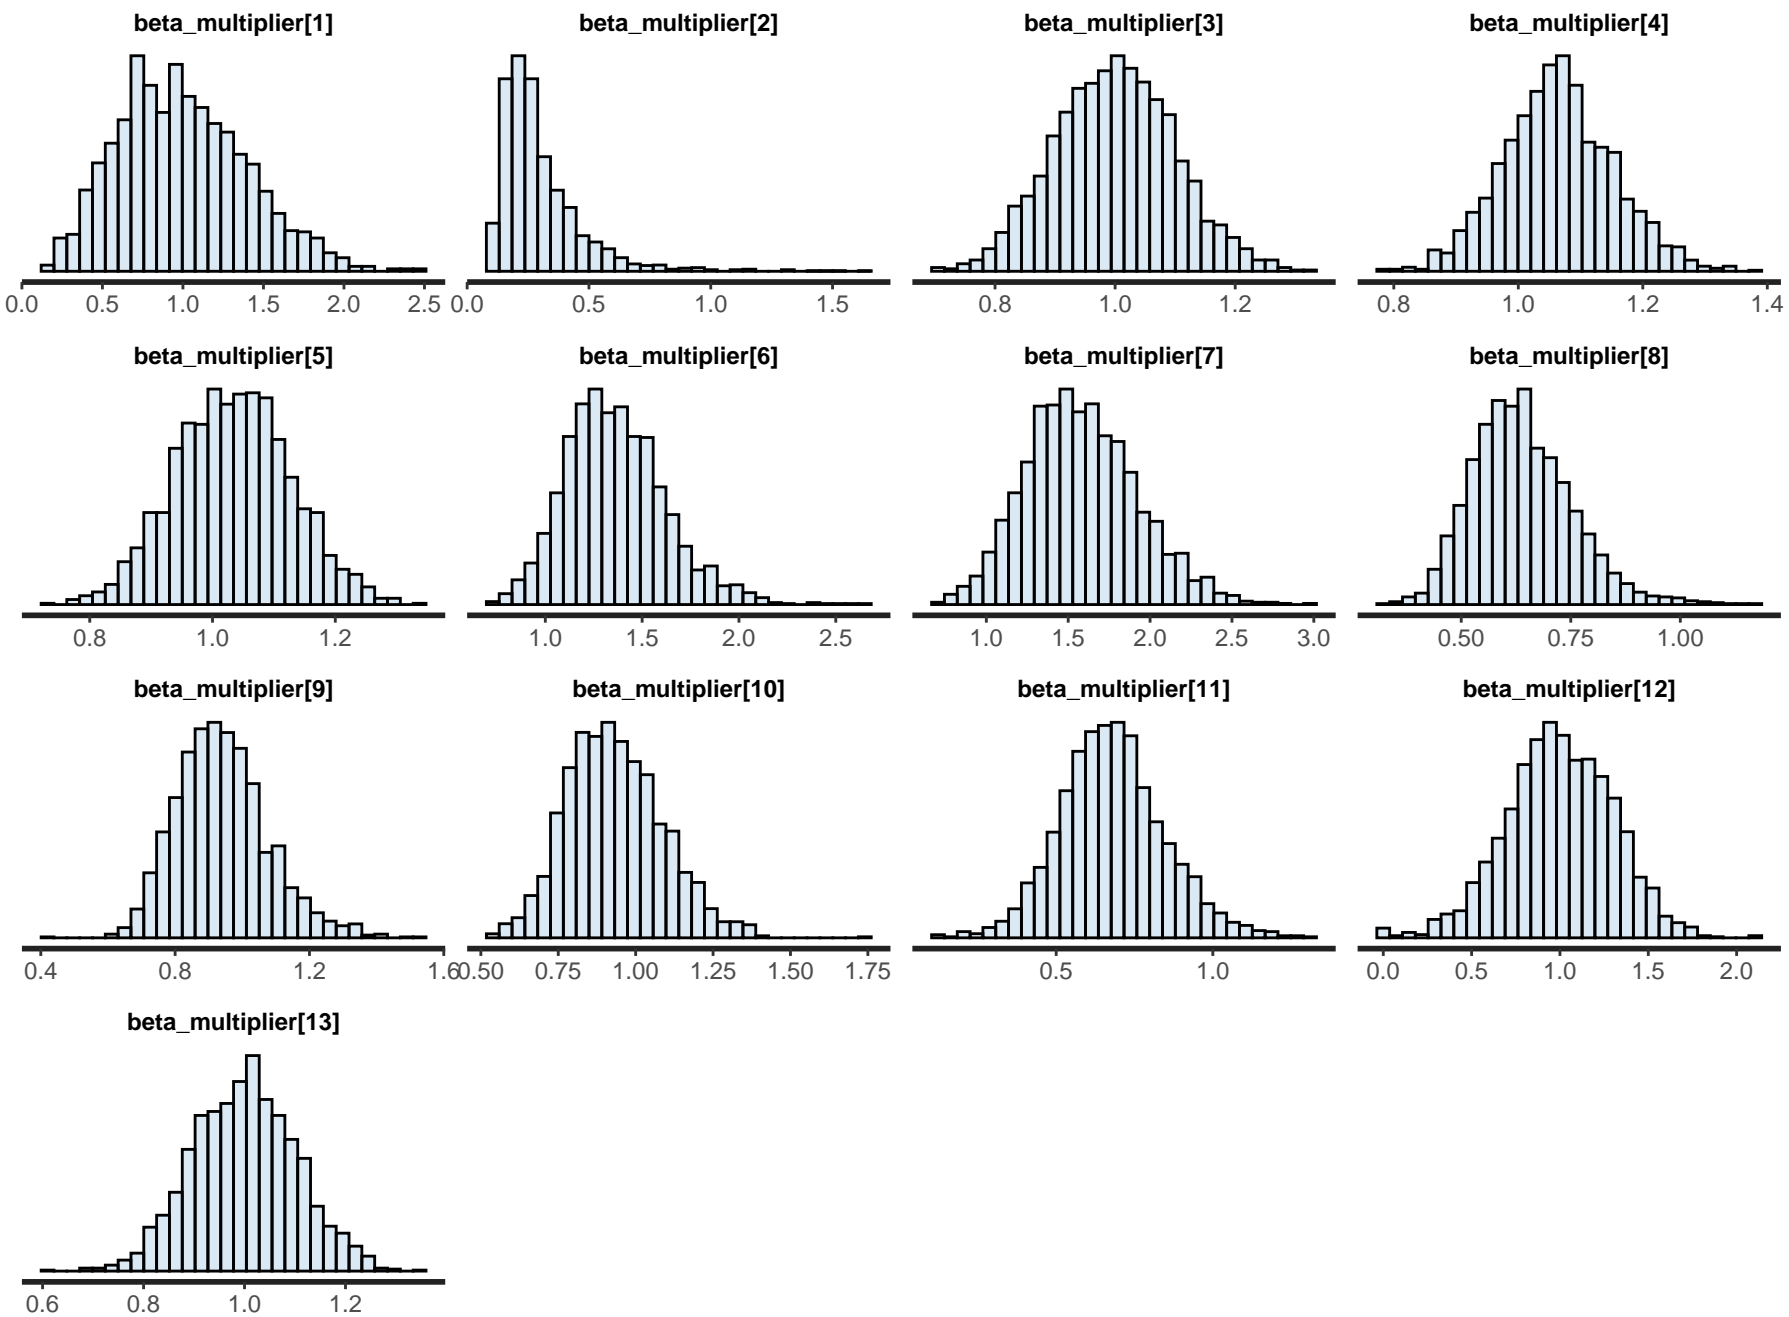 beta_multiplier[1] beta_multiplier[2] beta_multiplier[3] beta_multiplier[4]
0.0 0.5 1.0 1.5 2.0 2.5 0.0 0.5 1.0 1.5 0.8 1.0 1.2 0.8 1.0 1.2 1.4
beta_multiplier[5] beta_multiplier[6] beta_multiplier[7] beta_multiplier[8]
0.8 1.0 1.2 1.0 1.5 2.0 2.5 1.0 1.5 2.0 2.5 3.0 0.50 0.75 1.00
beta_multiplier[9] beta_multiplier[10] beta_multiplier[11] beta_multiplier[12]
0.4 0.8 1.2 1.6 0.50 0.75 1.00 1.25 1.50 1.75 0.5 1.0 0.0 0.5 1.0 1.5 2.0
beta_multiplier[13]
0.6 0.8 1.0 1.2